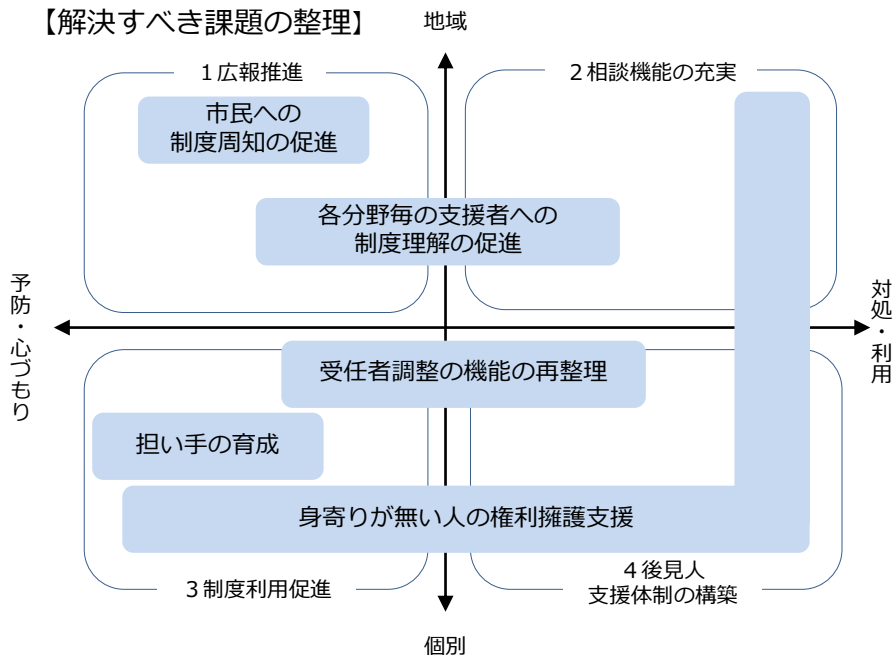 【解決すべき課題の整理】
地域
1広報推進
2相談機能の充実
市民への
制度周知の促進
各分野毎の支援者への
制度理解の促進
予防・心づもり
対処・利用
受任者調整の機能の再整理
担い手の育成
身寄りが無い人の権利擁護支援
3制度利用促進
4後見人
支援体制の構築
個別